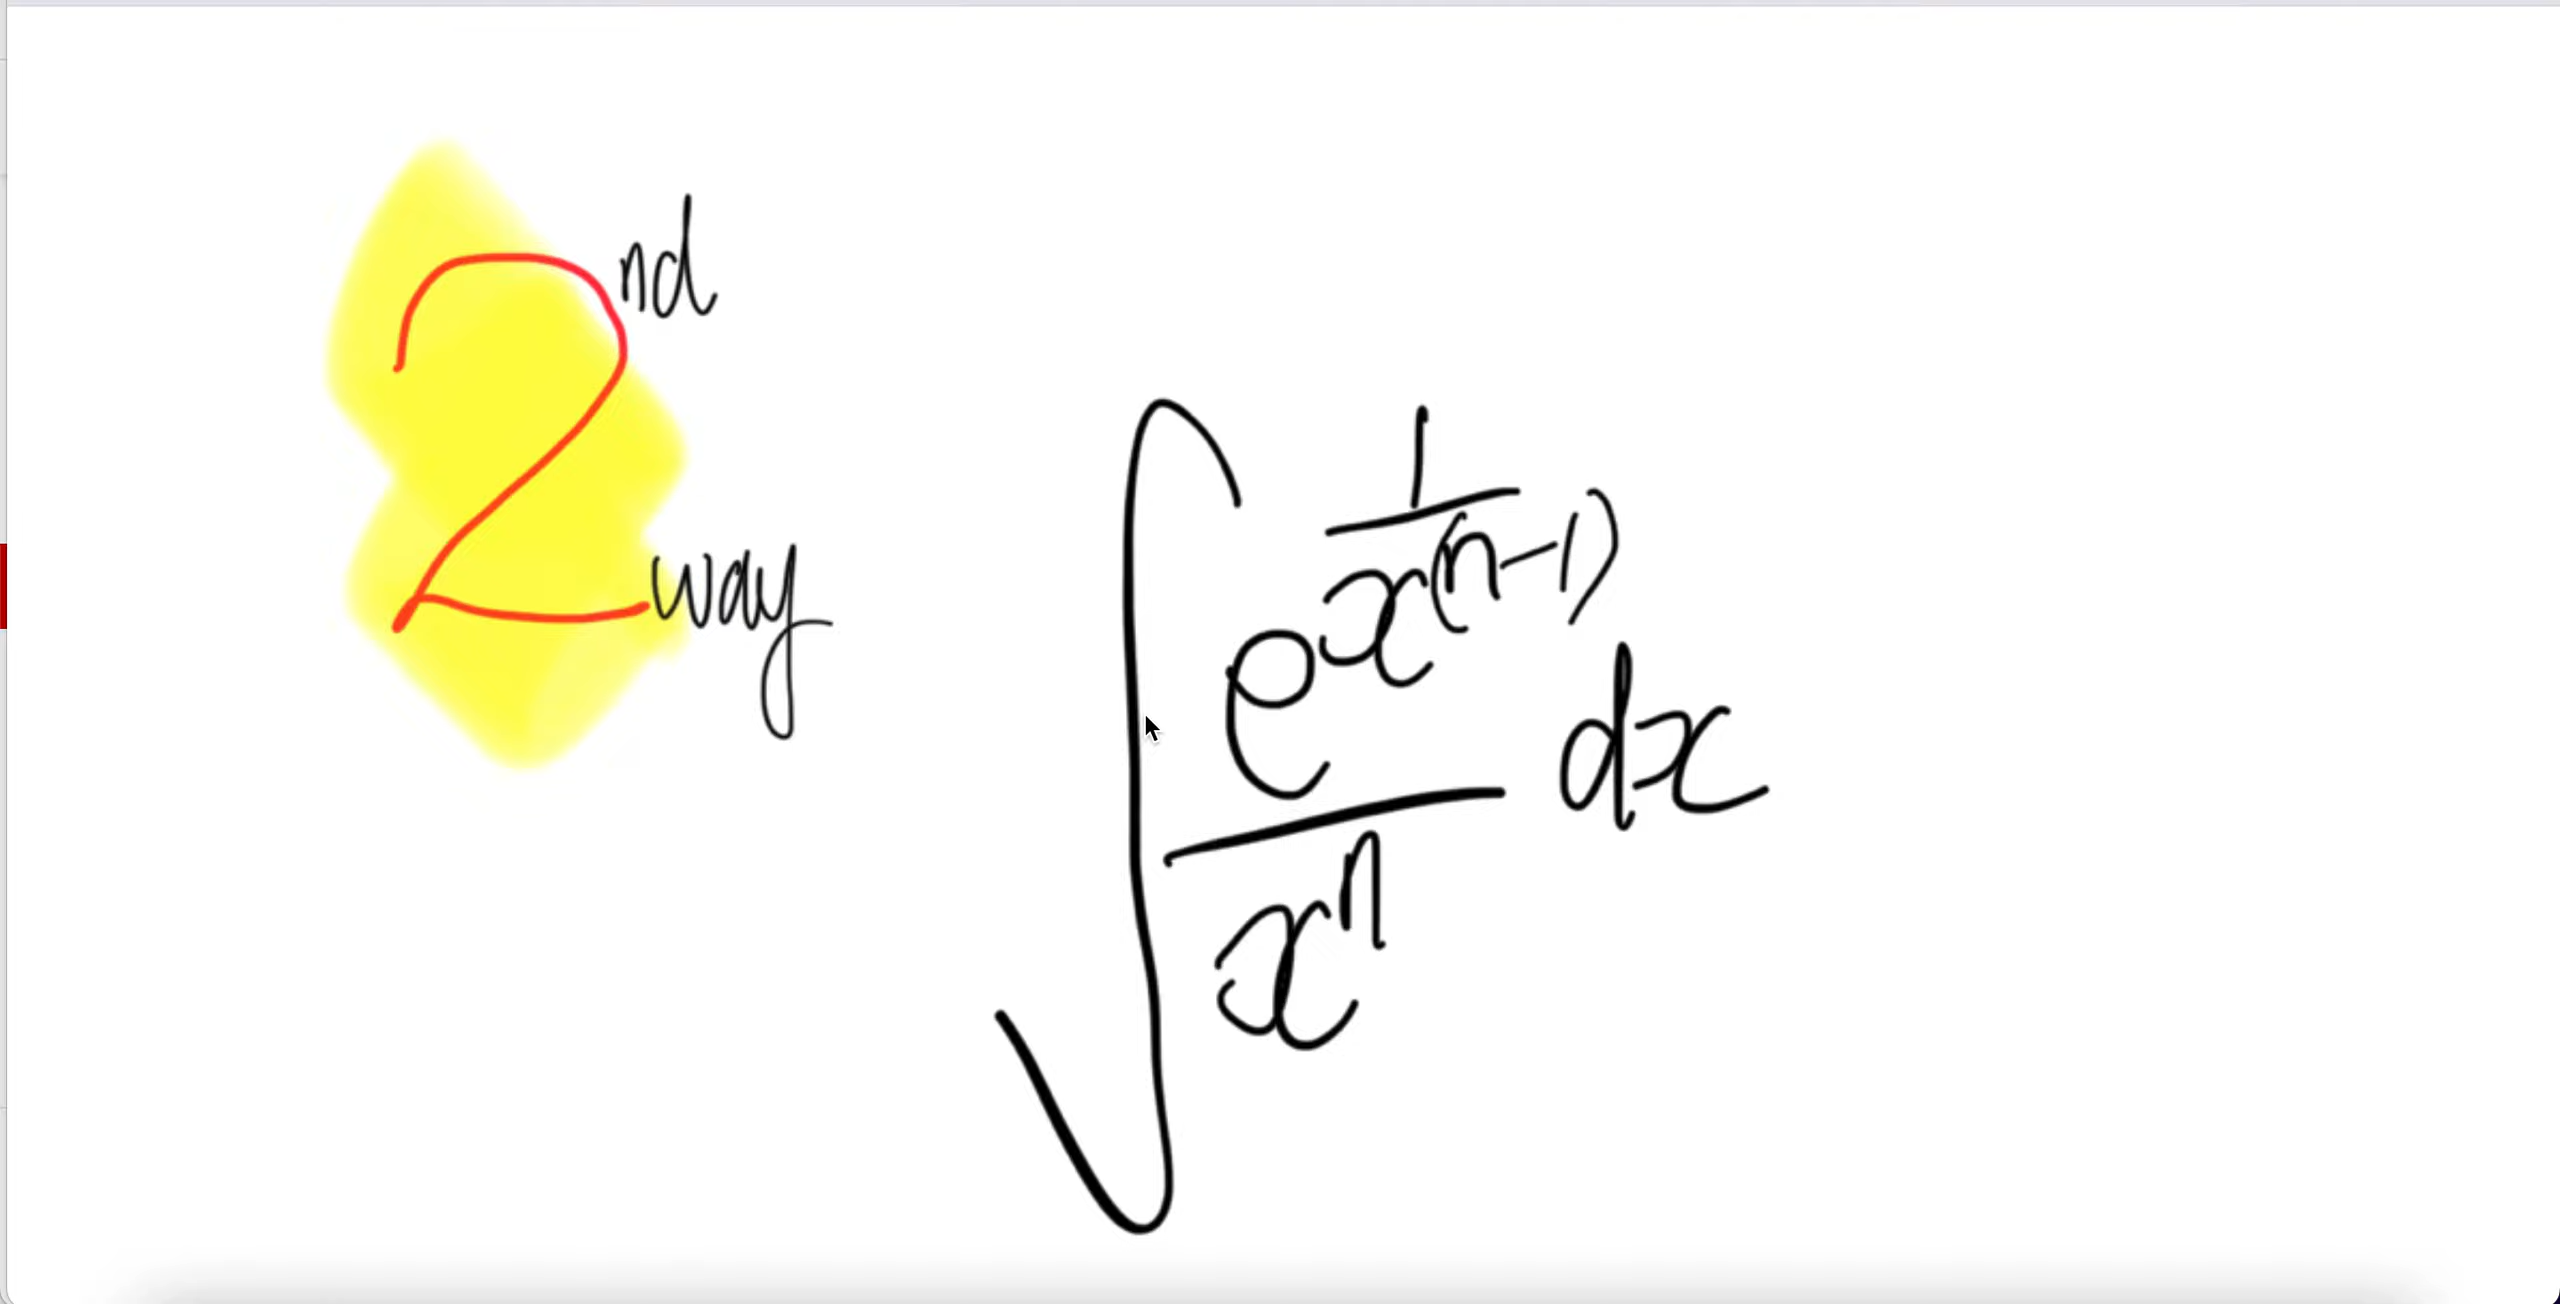 2nd
way
∫ e^(1/x^(n-1)) / x^n dx